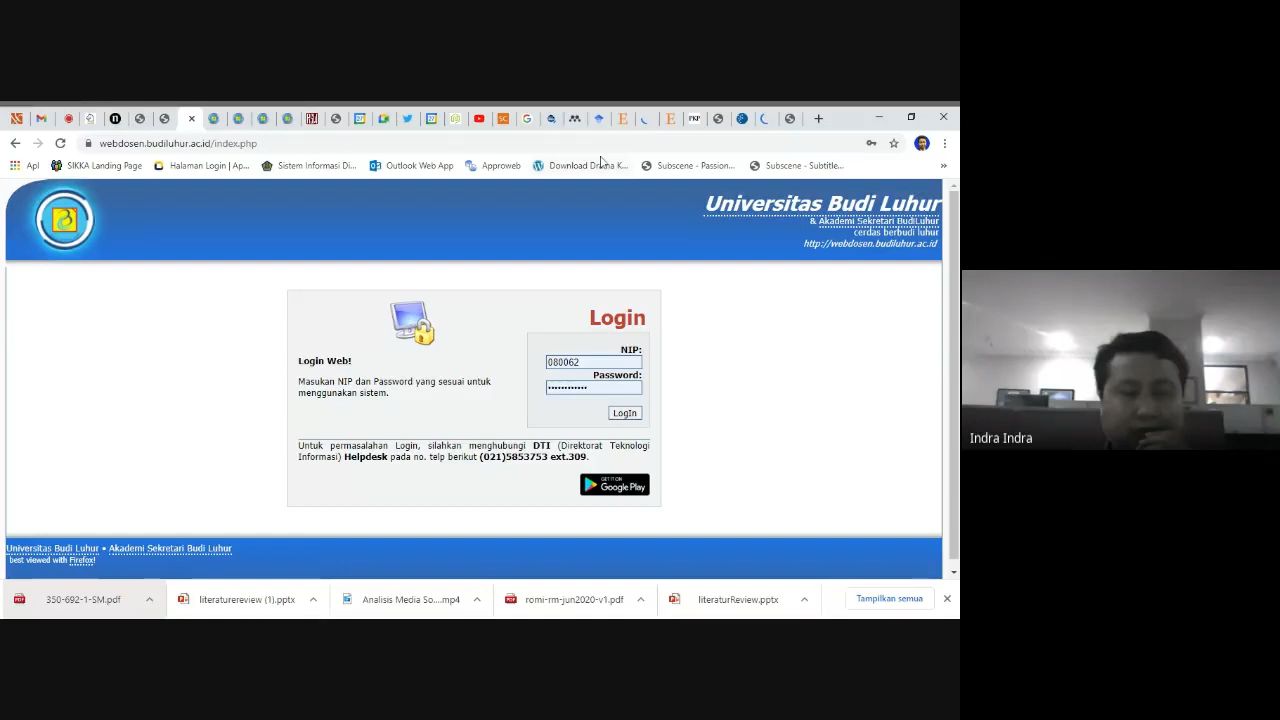 webdosen.budiluhur.ac.id/index.php
Apl
SIKKA Landing Page
Halaman Login | Ap...
Sistem Informasi Di...
Outlook Web App
Approweb
Download Drama K...
Subscene - Passion...
Subscene - Subtitle...
»
Universitas Budi Luhur
& Akademi Sekretari BudiLuhur
cerdas berbudi luhur
http://webdosen.budiluhur.ac.id
Login
NIP:
080062
Login Web!
Password:
Masukan NIP dan Password yang sesuai untuk
menggunakan sistem.
LogIn
Untuk permasalahan Login, silahkan menghubungi DTI (Direktorat Teknologi
Informasi) Helpdesk pada no. telp berikut (021)5853753 ext.309.
GET IT ON
Google Play
Universitas Budi Luhur • Akademi Sekretari Budi Luhur
best viewed with Firefox!
350-692-1-SM.pdf
literaturereview (1).pptx
Analisis Media So....mp4
romi-rm-jun2020-v1.pdf
literaturReview.pptx
Tampilkan semua
Indra Indra